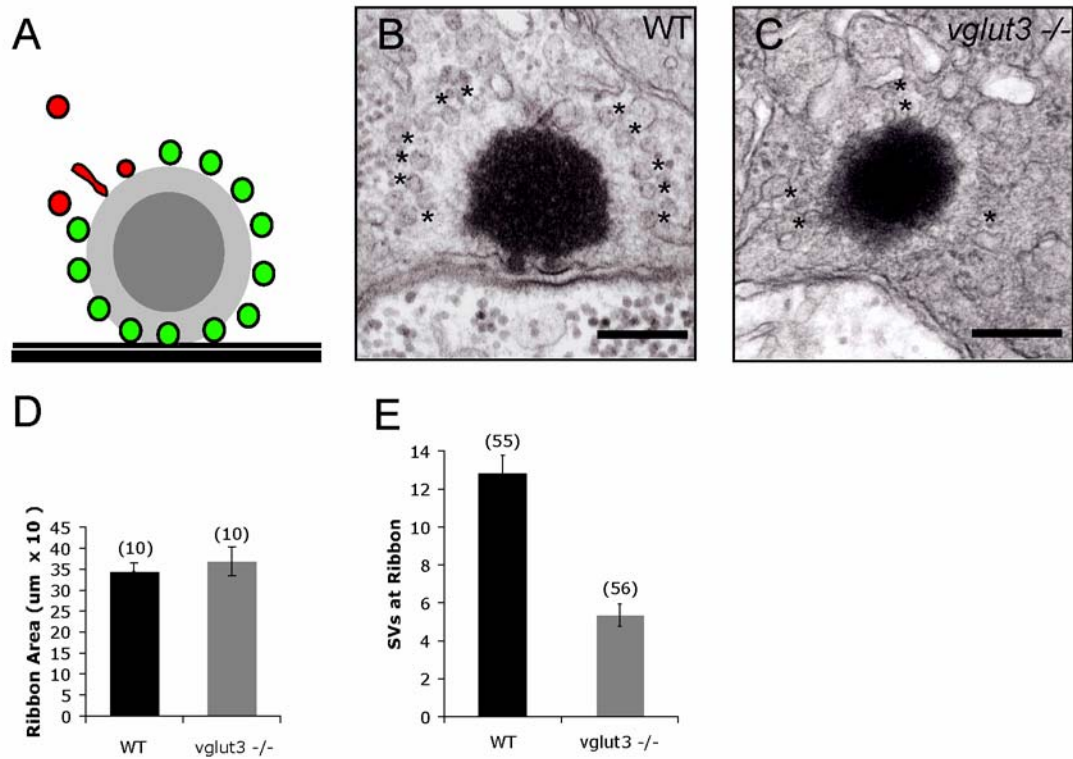 A
B
WT
C
vglut3 -/-
* * * * * * * * * * *
* * * * *
D
Ribbon Area (um x 10 )
45
40
35
30
25
20
15
10
5
0
(10)
(10)
WT
vglut3 -/-
E
SVs at Ribbon
14
12
10
8
6
4
2
0
(55)
(56)
WT
vglut3 -/-